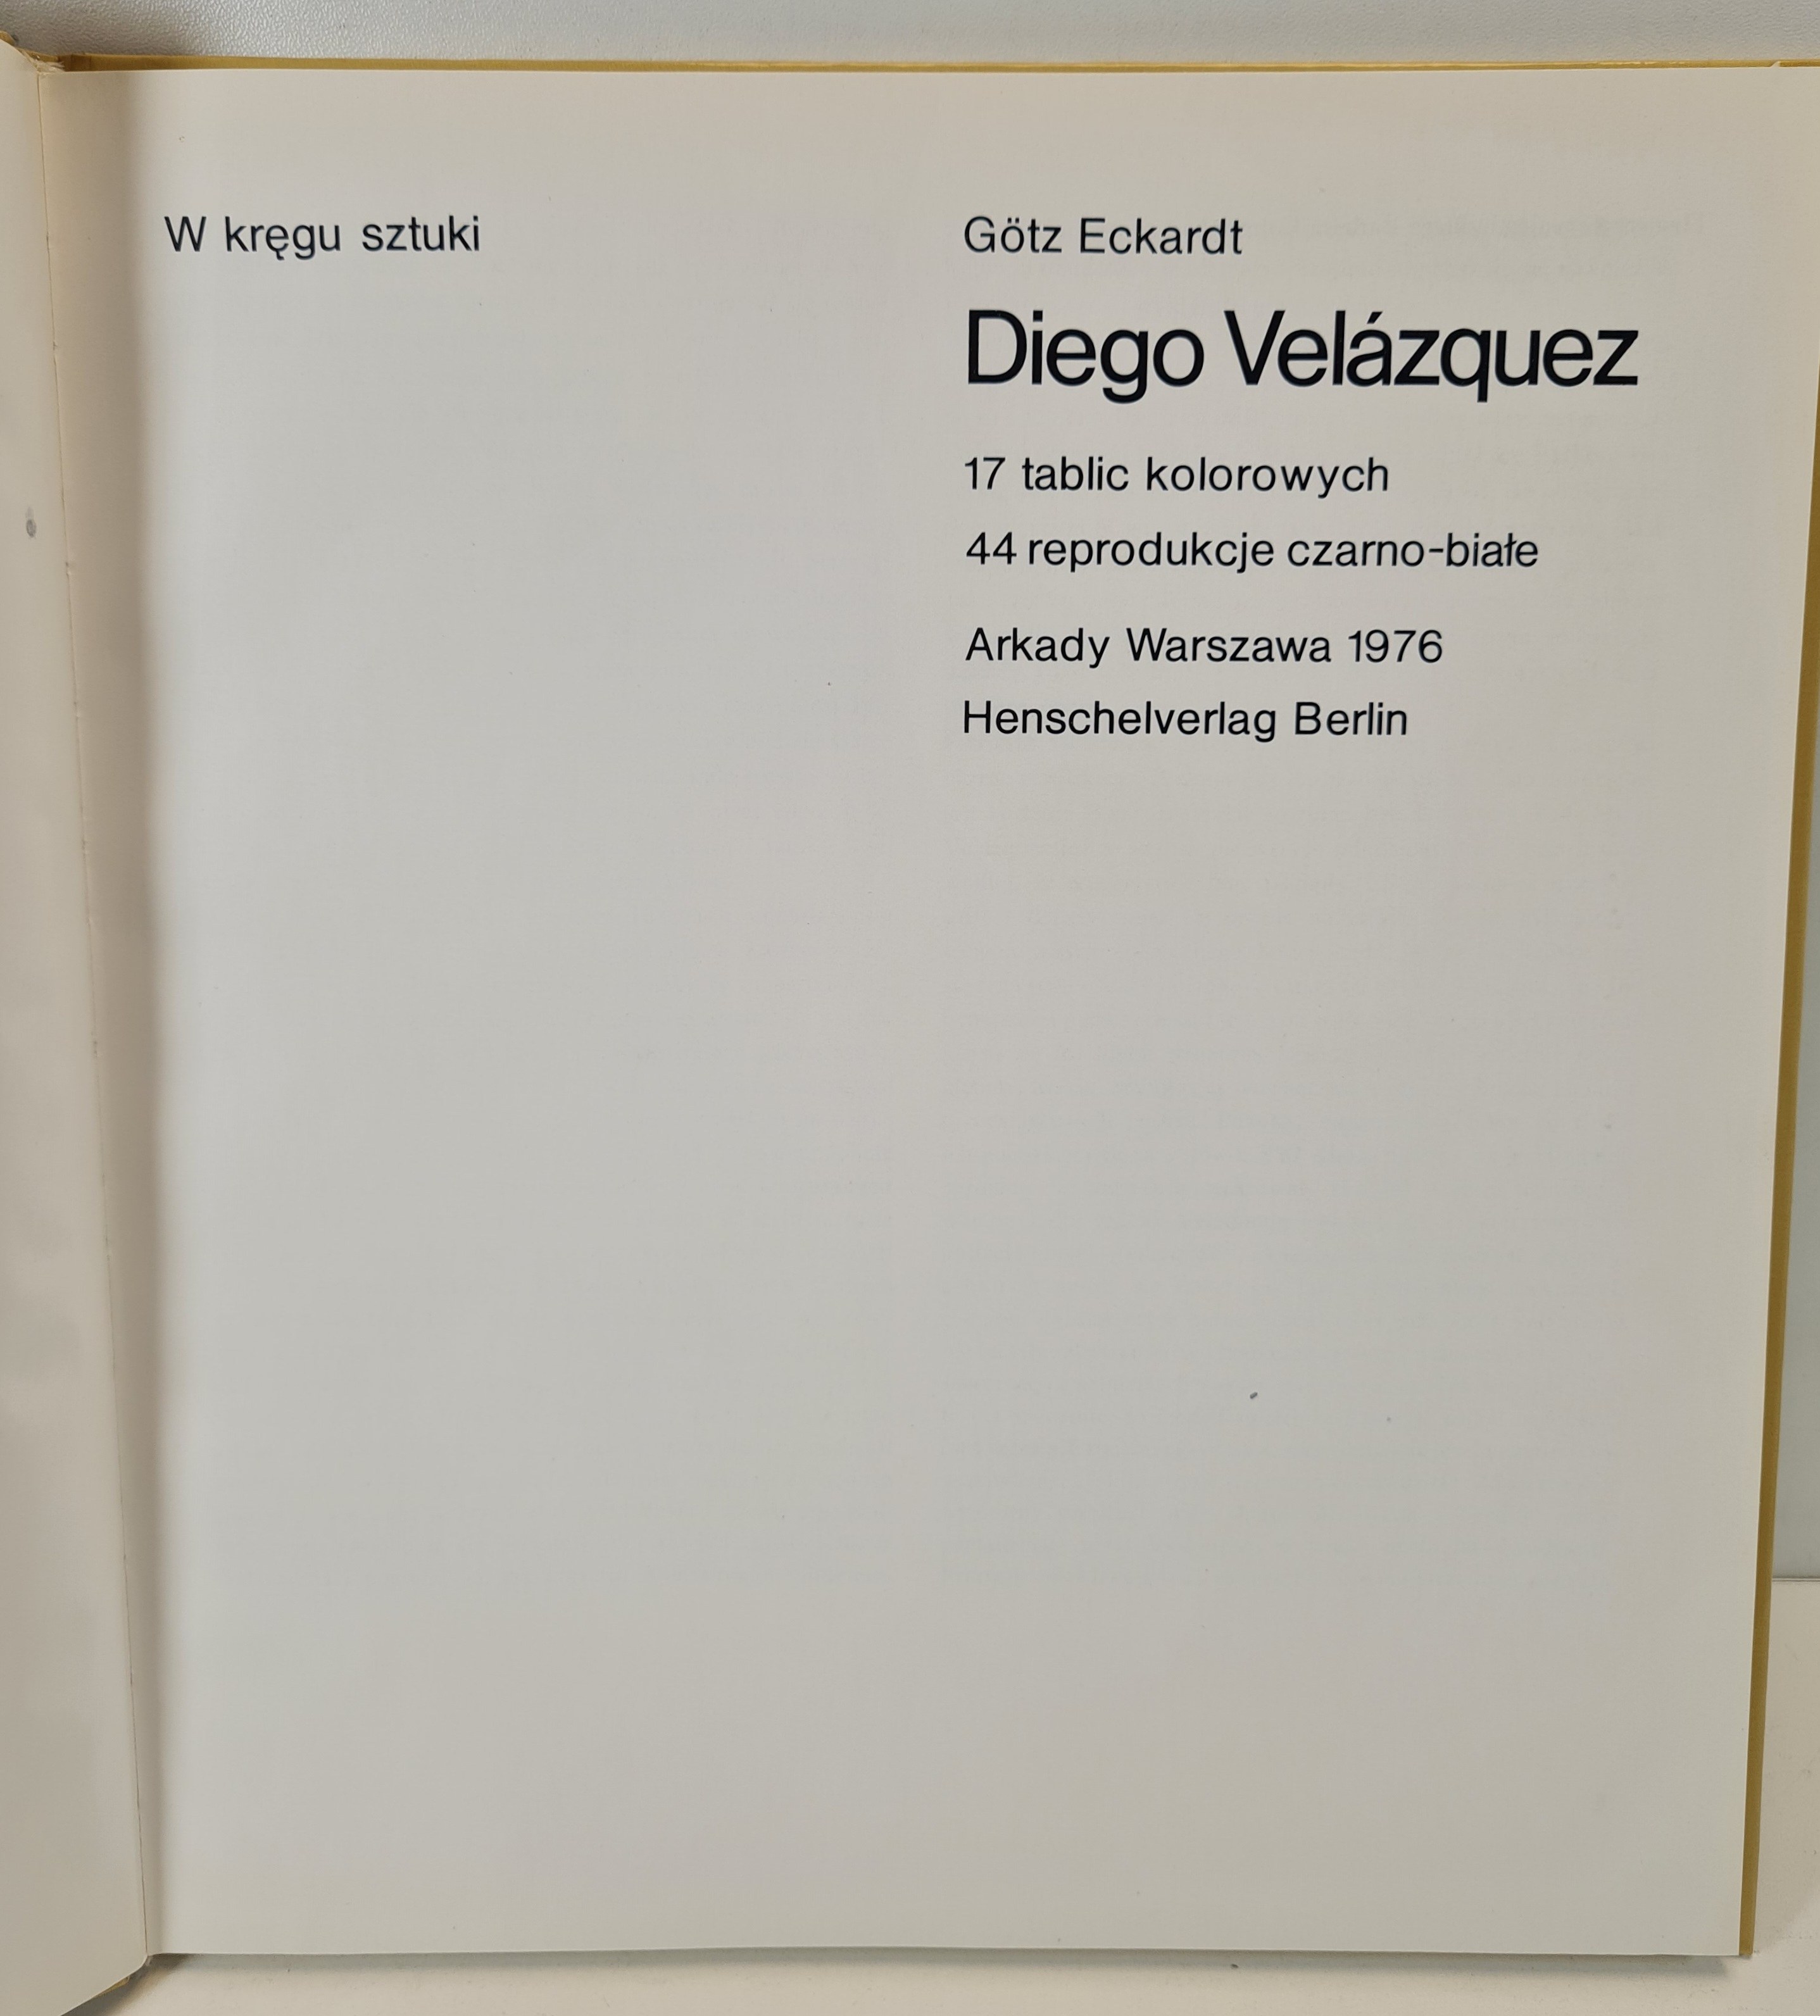 W kręgu sztuki
Götz Eckardt
Diego Velázquez
17 tablic kolorowych
44 reprodukcje czarno-białe
Arkady Warszawa 1976
Henschelverlag Berlin